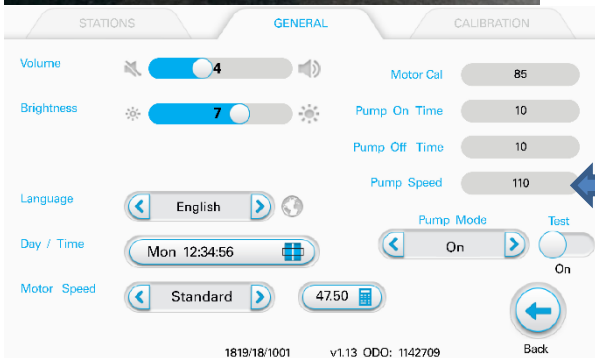 STATIONS GENERAL CALIBRATION
Volume 4 Motor Cal 85
Brightness 7 Pump On Time 10
Pump Off Time 10
Pump Speed 110
Language English Pump Mode Test
Day / Time Mon 12:34:56 On On
Motor Speed Standard 47.50
1819/18/1001 v1.13 ODO: 1142709 Back